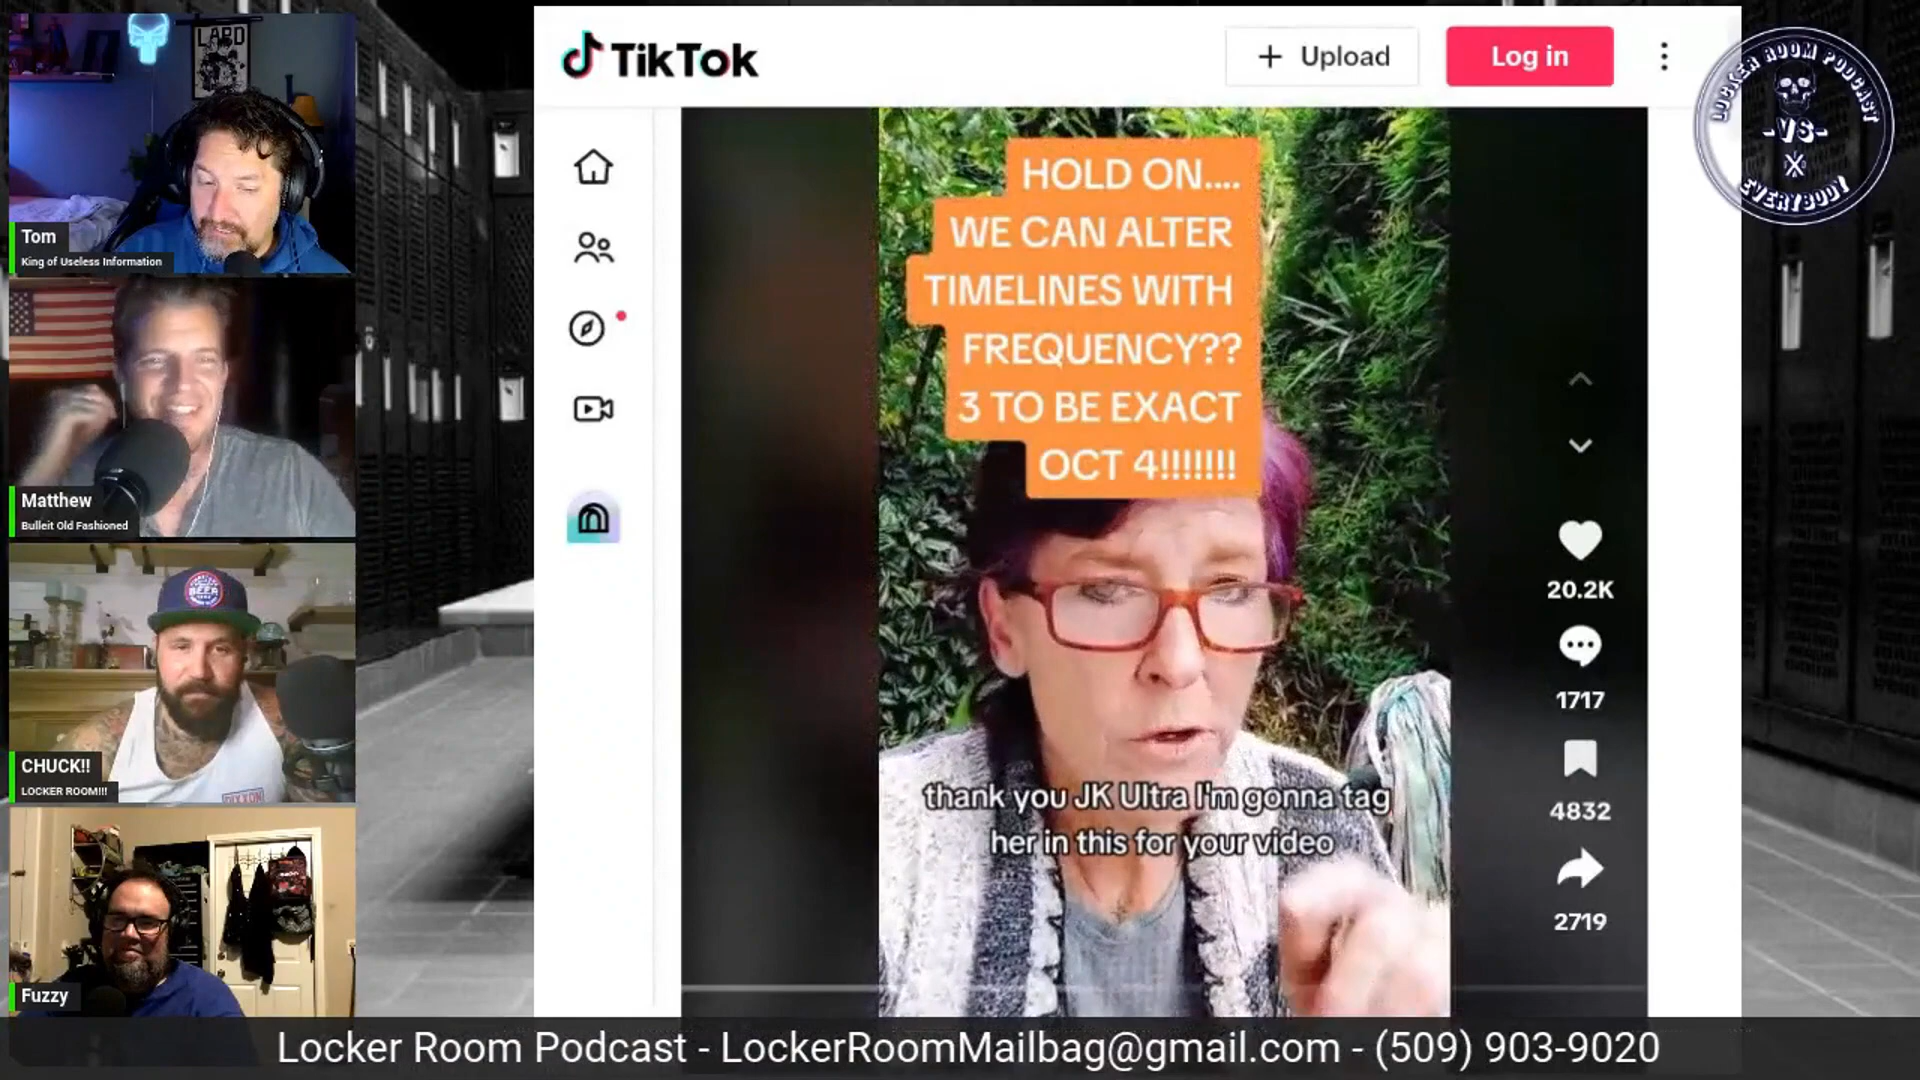 LARD
Tom
King of Useless Information
Matthew
Bulleit Old Fashioned
BEER
CHUCK!!
LOCKER ROOM!!!
DIXXON
Fuzzy
TikTok
+ Upload
Log in
HOLD ON....
WE CAN ALTER
TIMELINES WITH
FREQUENCY??
3 TO BE EXACT
OCT 4!!!!!!!
thank you JK Ultra I'm gonna tag
her in this for your video
20.2K
1717
4832
2719
LOCKER ROOM PODCAST
-VS-
EVERYBODY
Locker Room Podcast - LockerRoomMailbag@gmail.com - (509) 903-9020